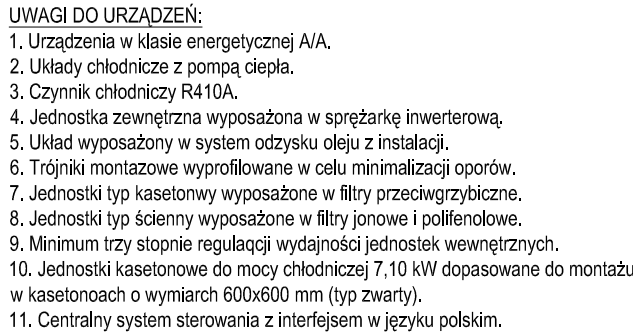 UWAGI DO URZĄDZEŃ:
1. Urządzenia w klasie energetycznej A/A.
2. Układy chłodnicze z pompą ciepła.
3. Czynnik chłodniczy R410A.
4. Jednostka zewnętrzna wyposażona w sprężarkę inwerterową.
5. Układ wyposażony w system odzysku oleju z instalacji.
6. Trójniki montazowe wyprofilowane w celu minimalizacji oporów.
7. Jednostki typ kasetonwy wyposażone w filtry przeciwgrzybiczne.
8. Jednostki typ ścienny wyposażone w filtry jonowe i polifenolowe.
9. Minimum trzy stopnie regulaqcji wydajności jednostek wewnętrznych.
10. Jednostki kasetonowe do mocy chłodniczej 7,10 kW dopasowane do montażu
w kasetonoach o wymiarch 600x600 mm (typ zwarty).
11. Centralny system sterowania z interfejsem w języku polskim.